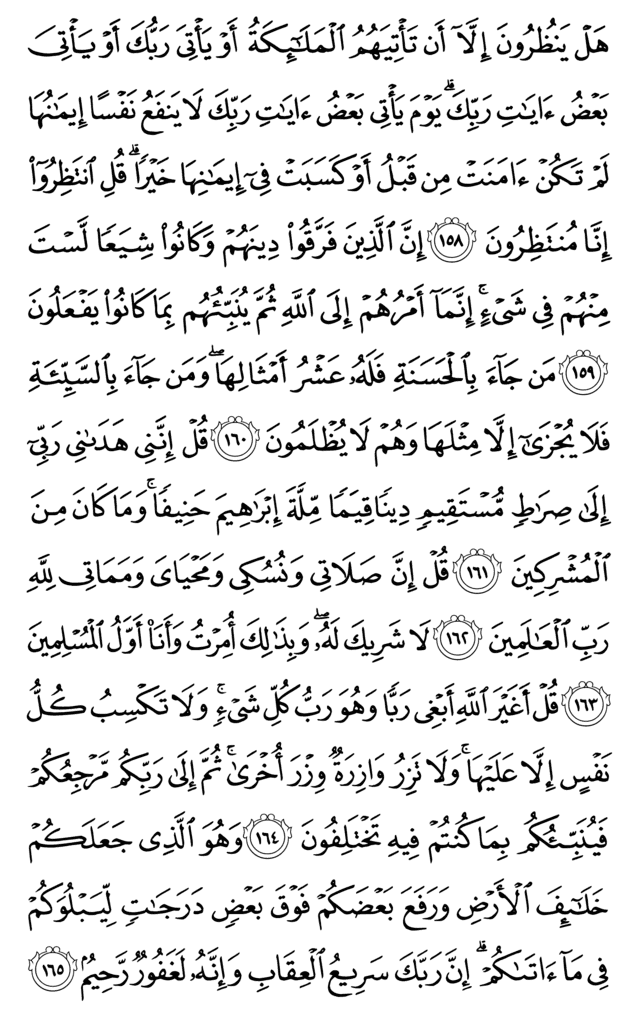 هَلْ يَنظُرُونَ إِلَّآ أَن تَأْتِيَهُمُ ٱلْمَلَٰٓئِكَةُ أَوْ يَأْتِىَ رَبُّكَ أَوْ يَأْتِىَ
بَعْضُ ءَايَٰتِ رَبِّكَ ۗ يَوْمَ يَأْتِى بَعْضُ ءَايَٰتِ رَبِّكَ لَا يَنفَعُ نَفْسًا إِيمَٰنُهَا
لَمْ تَكُنْ ءَامَنَتْ مِن قَبْلُ أَوْ كَسَبَتْ فِىٓ إِيمَٰنِهَا خَيْرًا ۗ قُلِ ٱنتَظِرُوٓا۟
إِنَّا مُنتَظِرُونَ ١٥٨ إِنَّ ٱلَّذِينَ فَرَّقُوا۟ دِينَهُمْ وَكَانُوا۟ شِيَعًا لَّسْتَ
مِنْهُمْ فِى شَىْءٍ ۚ إِنَّمَآ أَمْرُهُمْ إِلَى ٱللَّهِ ثُمَّ يُنَبِّئُهُم بِمَا كَانُوا۟ يَفْعَلُونَ
١٥٩ مَن جَآءَ بِٱلْحَسَنَةِ فَلَهُۥ عَشْرُ أَمْثَالِهَا ۖ وَمَن جَآءَ بِٱلسَّيِّئَةِ
فَلَا يُجْزَىٰٓ إِلَّا مِثْلَهَا وَهُمْ لَا يُظْلَمُونَ ١٦٠ قُلْ إِنَّنِى هَدَىٰنِى رَبِّىٓ
إِلَىٰ صِرَٰطٍ مُّسْتَقِيمٍ دِينًا قِيَمًا مِّلَّةَ إِبْرَٰهِيمَ حَنِيفًا ۚ وَمَا كَانَ مِنَ
ٱلْمُشْرِكِينَ ١٦١ قُلْ إِنَّ صَلَاتِى وَنُسُكِى وَمَحْيَاىَ وَمَمَاتِى لِلَّهِ
رَبِّ ٱلْعَٰلَمِينَ ١٦٢ لَا شَرِيكَ لَهُۥ ۖ وَبِذَٰلِكَ أُمِرْتُ وَأَنَا۠ أَوَّلُ ٱلْمُسْلِمِينَ
١٦٣ قُلْ أَغَيْرَ ٱللَّهِ أَبْغِى رَبًّا وَهُوَ رَبُّ كُلِّ شَىْءٍ ۚ وَلَا تَكْسِبُ كُلُّ
نَفْسٍ إِلَّا عَلَيْهَا ۚ وَلَا تَزِرُ وَازِرَةٌ وِزْرَ أُخْرَىٰ ۚ ثُمَّ إِلَىٰ رَبِّكُم مَّرْجِعُكُمْ
فَيُنَبِّئُكُم بِمَا كُنتُمْ فِيهِ تَخْتَلِفُونَ ١٦٤ وَهُوَ ٱلَّذِى جَعَلَكُمْ
خَلَٰٓئِفَ ٱلْأَرْضِ وَرَفَعَ بَعْضَكُمْ فَوْقَ بَعْضٍ دَرَجَٰتٍ لِّيَبْلُوَكُمْ
فِى مَآ ءَاتَىٰكُمْ ۗ إِنَّ رَبَّكَ سَرِيعُ ٱلْعِقَابِ وَإِنَّهُۥ لَغَفُورٌ رَّحِيمٌۢ ١٦٥